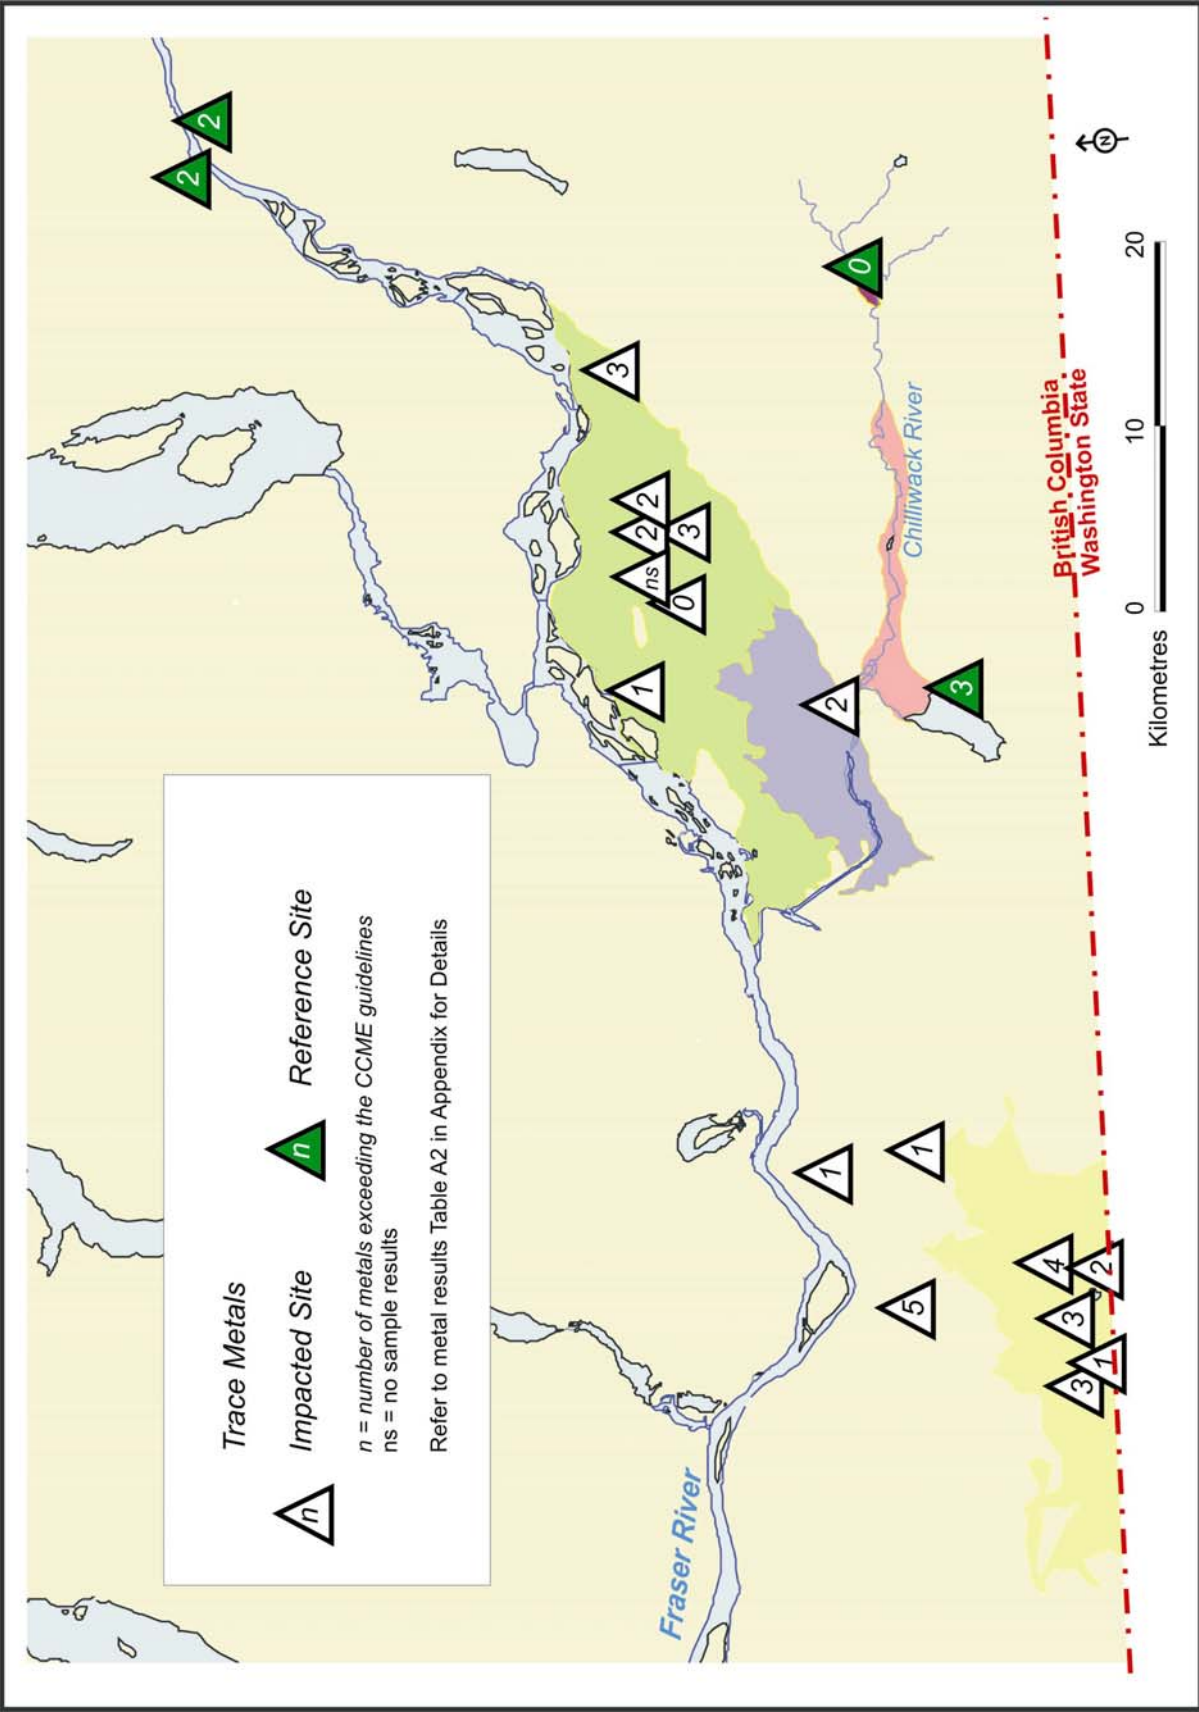 Trace Metals
n
Impacted Site
n
Reference Site
n = number of metals exceeding the CCME guidelines
ns = no sample results
Refer to metal results Table A2 in Appendix for Details
2
2
3
2
2
3
ns
0
1
0
2
3
Chilliwack River
1
1
5
4
2
3
1
3
Fraser River
British Columbia
Washington State
N
0 10 20
Kilometres